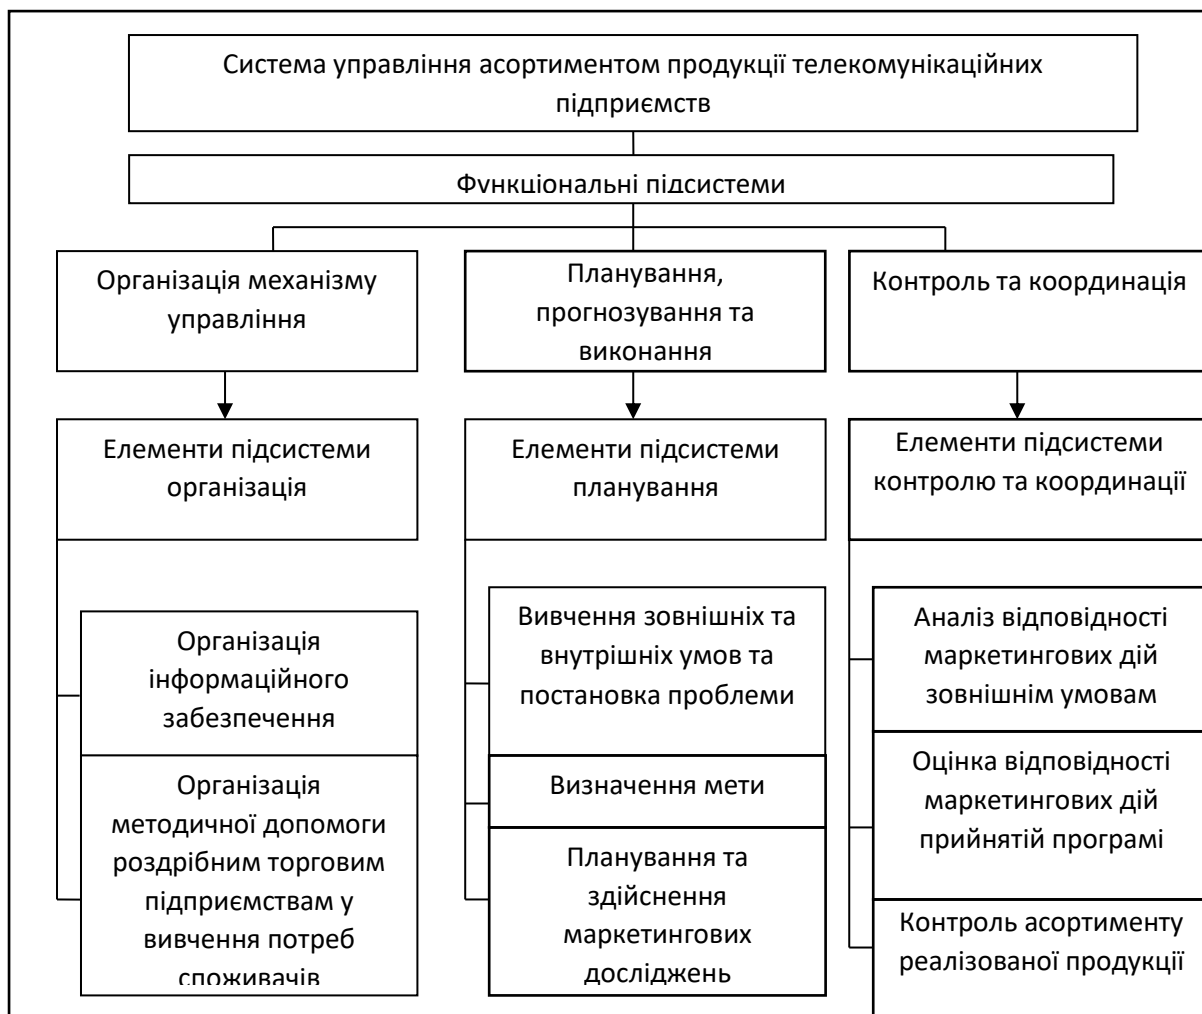 Система управління асортиментом продукції телекомунікаційних
підприємств
Функціональні підсистеми
Організація механізму
управління
Планування,
прогнозування та
виконання
Контроль та координація
Елементи підсистеми
організація
Елементи підсистеми
планування
Елементи підсистеми
контролю та координації
Організація
інформаційного
забезпечення
Організація
методичної допомоги
роздрібним торговим
підприємствам у
вивчення потреб
споживачів
Вивчення зовнішніх та
внутрішніх умов та
постановка проблеми
Визначення мети
Планування та
здійснення
маркетингових
досліджень
Аналіз відповідності
маркетингових дій
зовнішнім умовам
Оцінка відповідності
маркетингових дій
прийнятій програмі
Контроль асортименту
реалізованої продукції